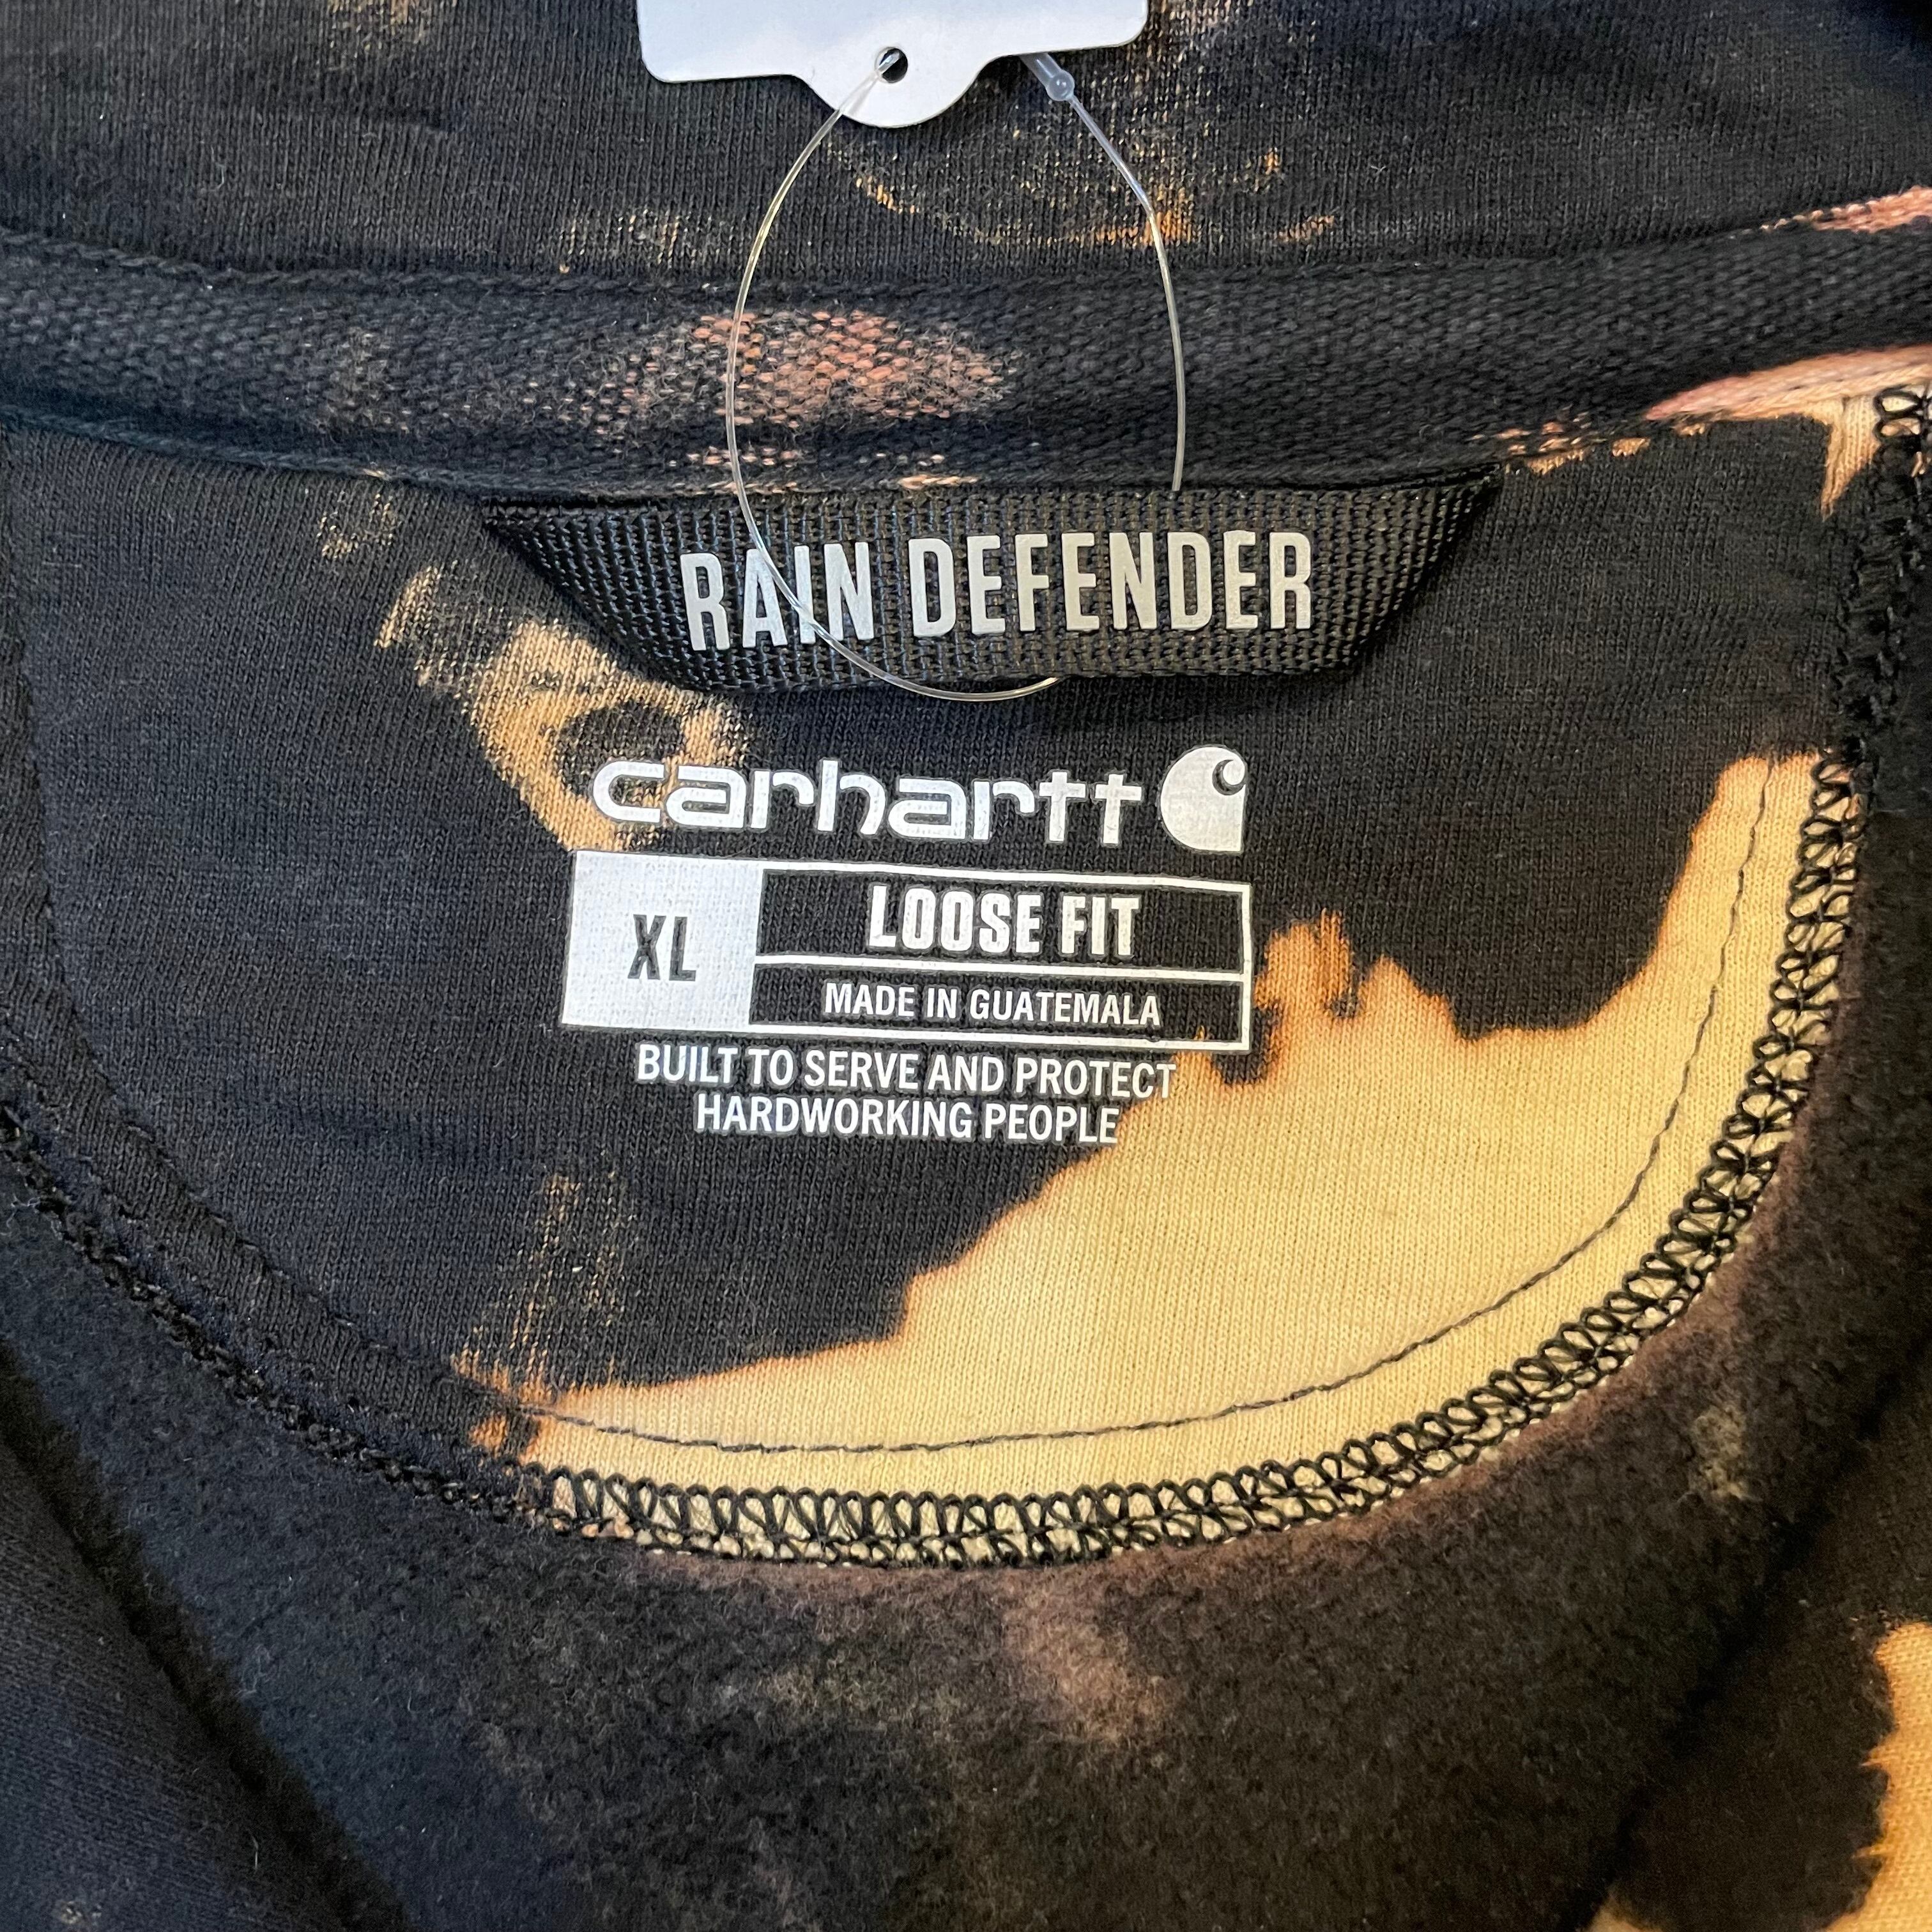 RAIN DEFENDER
carhartt
XL
LOOSE FIT
MADE IN GUATEMALA
BUILT TO SERVE AND PROTECT
HARDWORKING PEOPLE